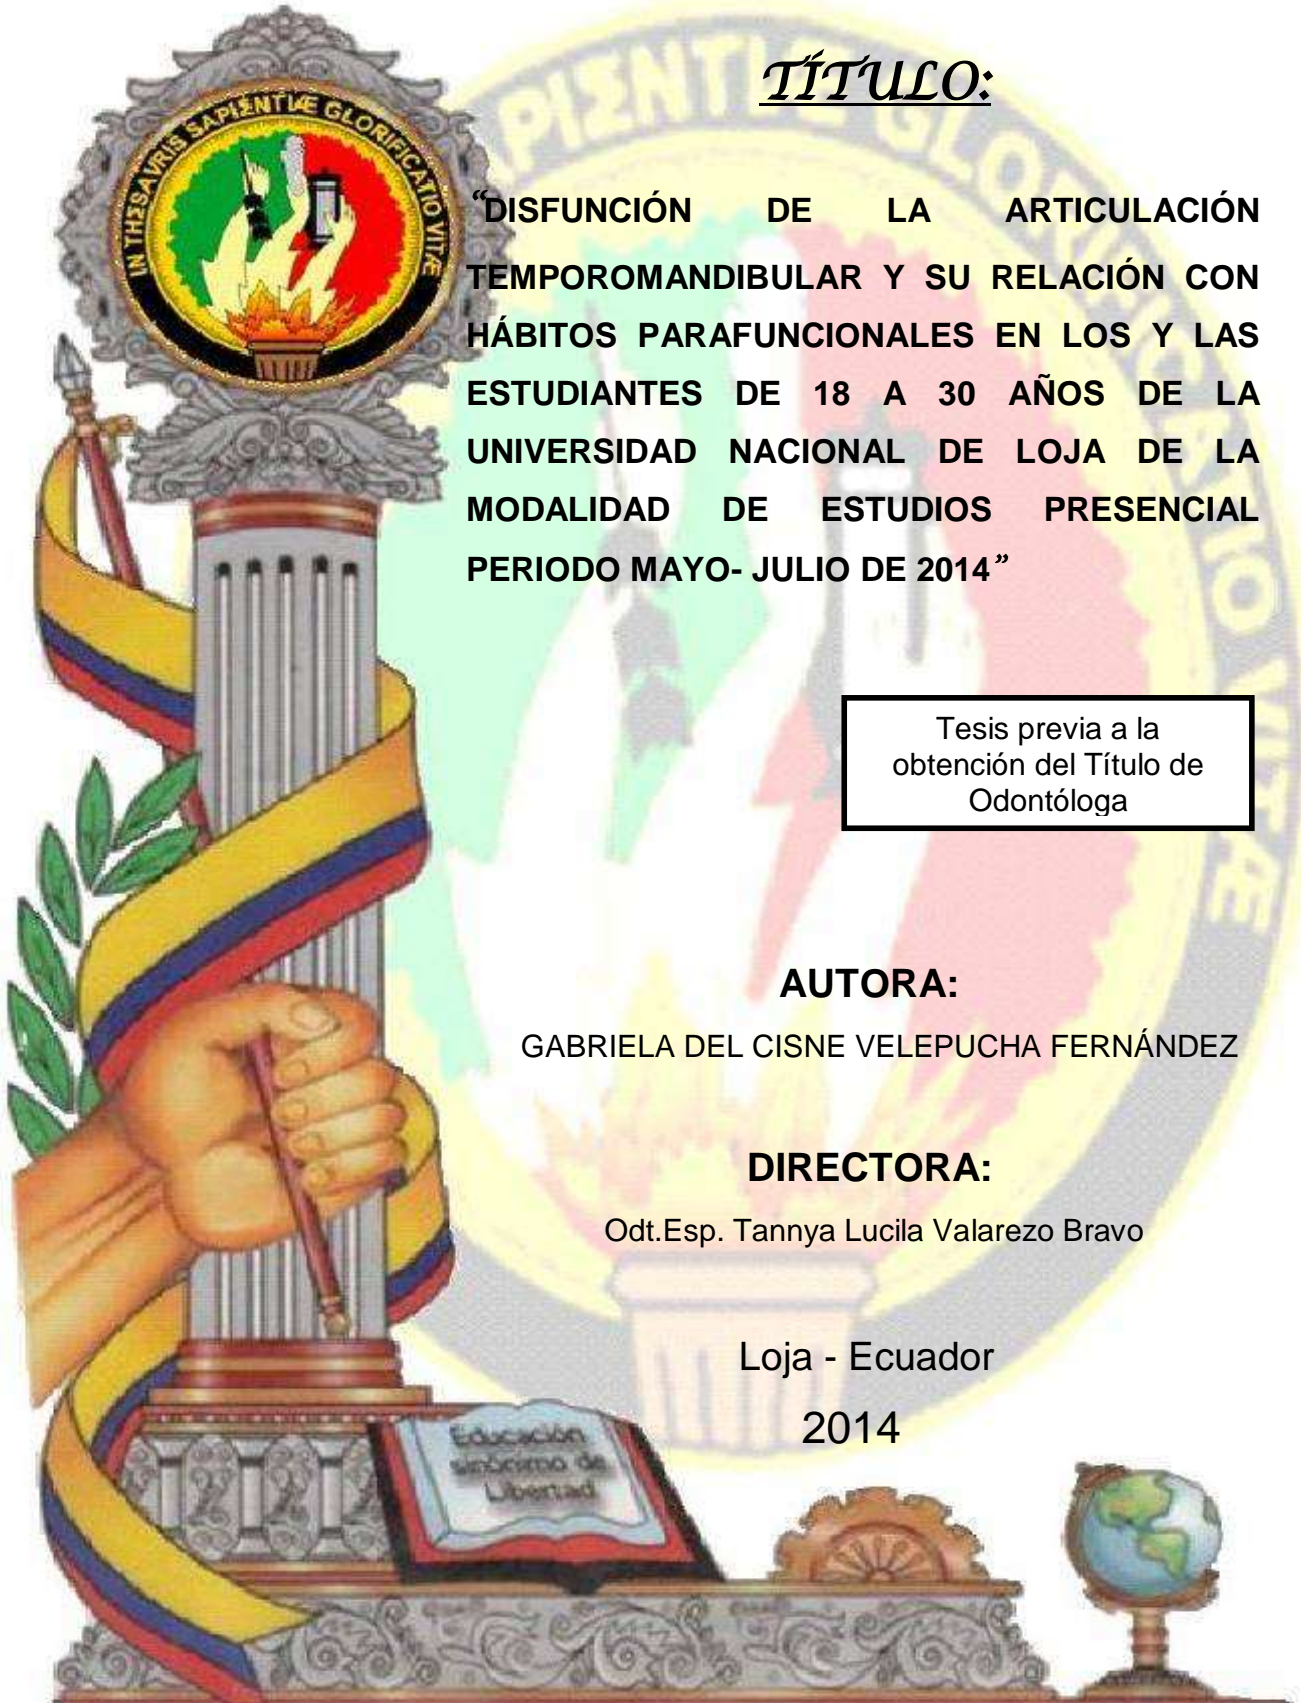 TÍTULO:
IN THESAVRIS SAPIENTIÆ GLORIFICATIO VITÆ
“DISFUNCIÓN DE LA ARTICULACIÓN
TEMPOROMANDIBULAR Y SU RELACIÓN CON
HÁBITOS PARAFUNCIONALES EN LOS Y LAS
ESTUDIANTES DE 18 A 30 AÑOS DE LA
UNIVERSIDAD NACIONAL DE LOJA DE LA
MODALIDAD DE ESTUDIOS PRESENCIAL
PERIODO MAYO- JULIO DE 2014”
Tesis previa a la
obtención del Título de
Odontóloga
AUTORA:
GABRIELA DEL CISNE VELEPUCHA FERNÁNDEZ
DIRECTORA:
Odt.Esp. Tannya Lucila Valarezo Bravo
Loja - Ecuador
2014
Educación
sinónimo de
Libertad
SAPIENTIÆ GLORIFICATIO VITÆ